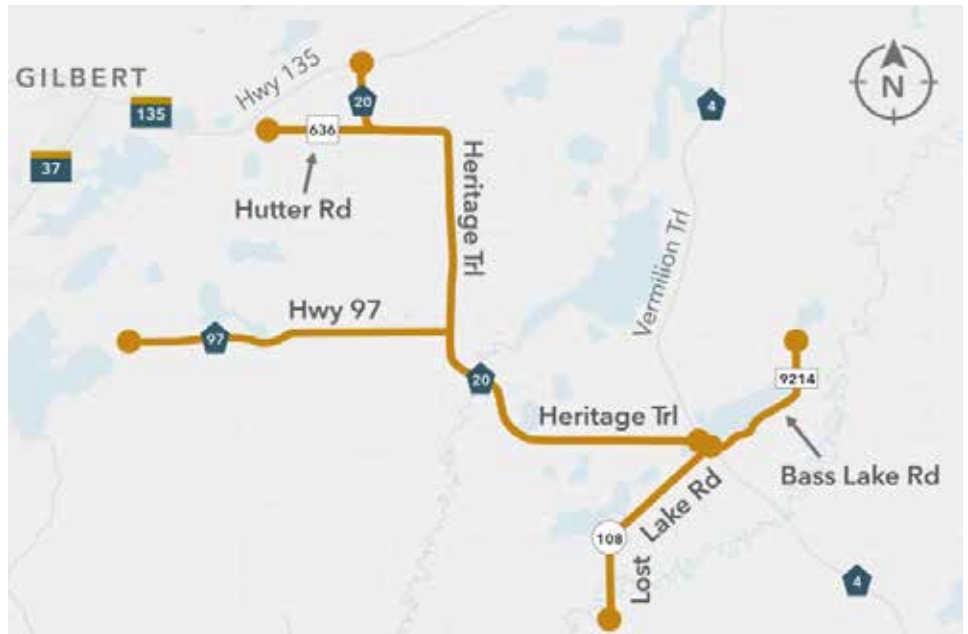 GILBERT
Hwy 135
20
4
N
135
636
37
Hutter Rd
Heritage Trl
Vermilion Trl
Hwy 97
97
20
9214
Heritage Trl
Bass Lake Rd
Lost Lake Rd
108
4